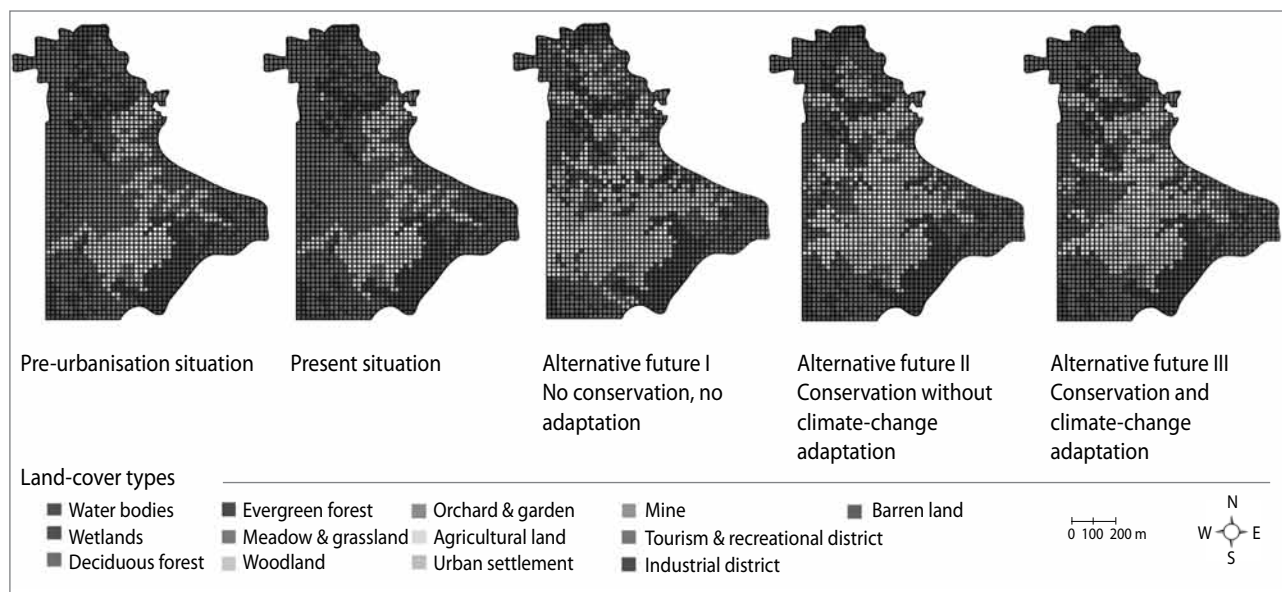 Pre-urbanisation situation
Present situation
Alternative future I
No conservation, no
adaptation
Alternative future II
Conservation without
climate-change
adaptation
Alternative future III
Conservation and
climate-change
adaptation
Land-cover types
Water bodies
Wetlands
Deciduous forest
Evergreen forest
Meadow & grassland
Woodland
Orchard & garden
Agricultural land
Urban settlement
Mine
Tourism & recreational district
Industrial district
Barren land
0 100 200 m
N
W E
S